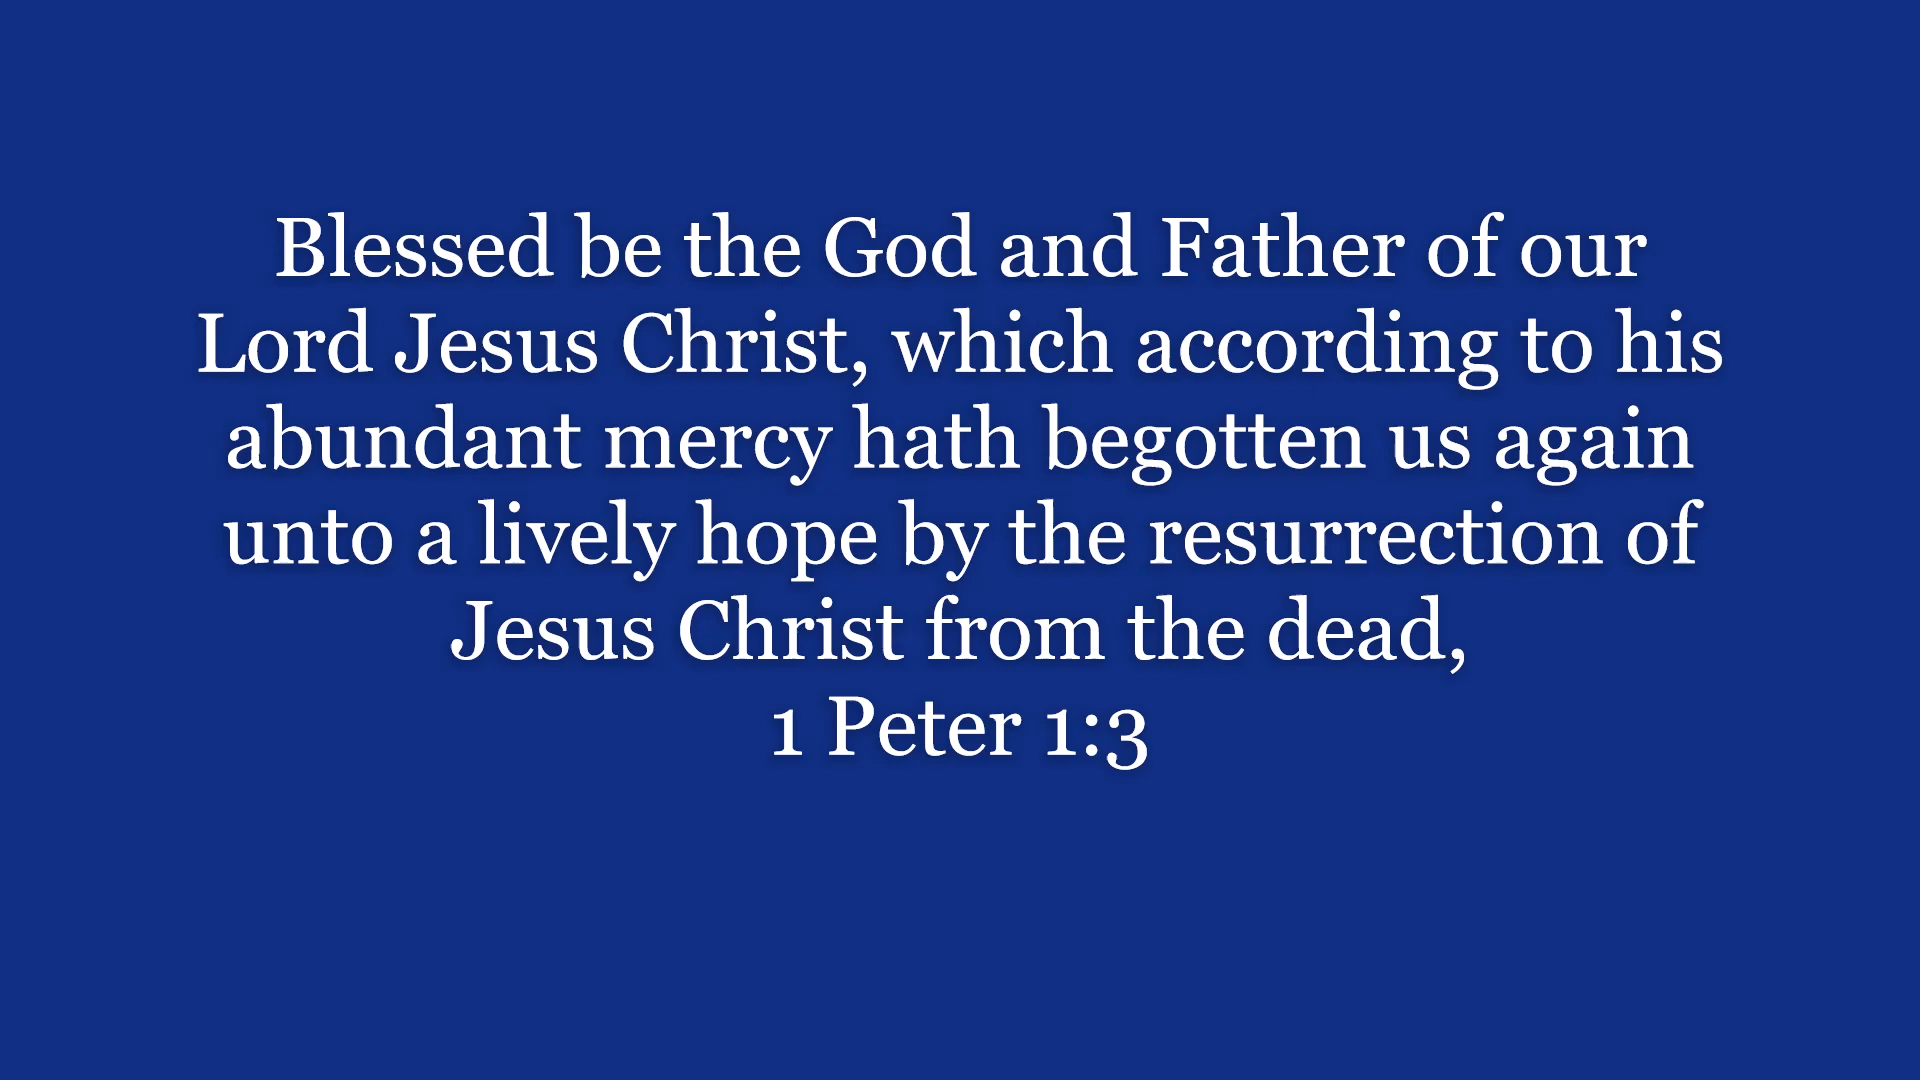 Blessed be the God and Father of our
Lord Jesus Christ, which according to his
abundant mercy hath begotten us again
unto a lively hope by the resurrection of
Jesus Christ from the dead,
1 Peter 1:3